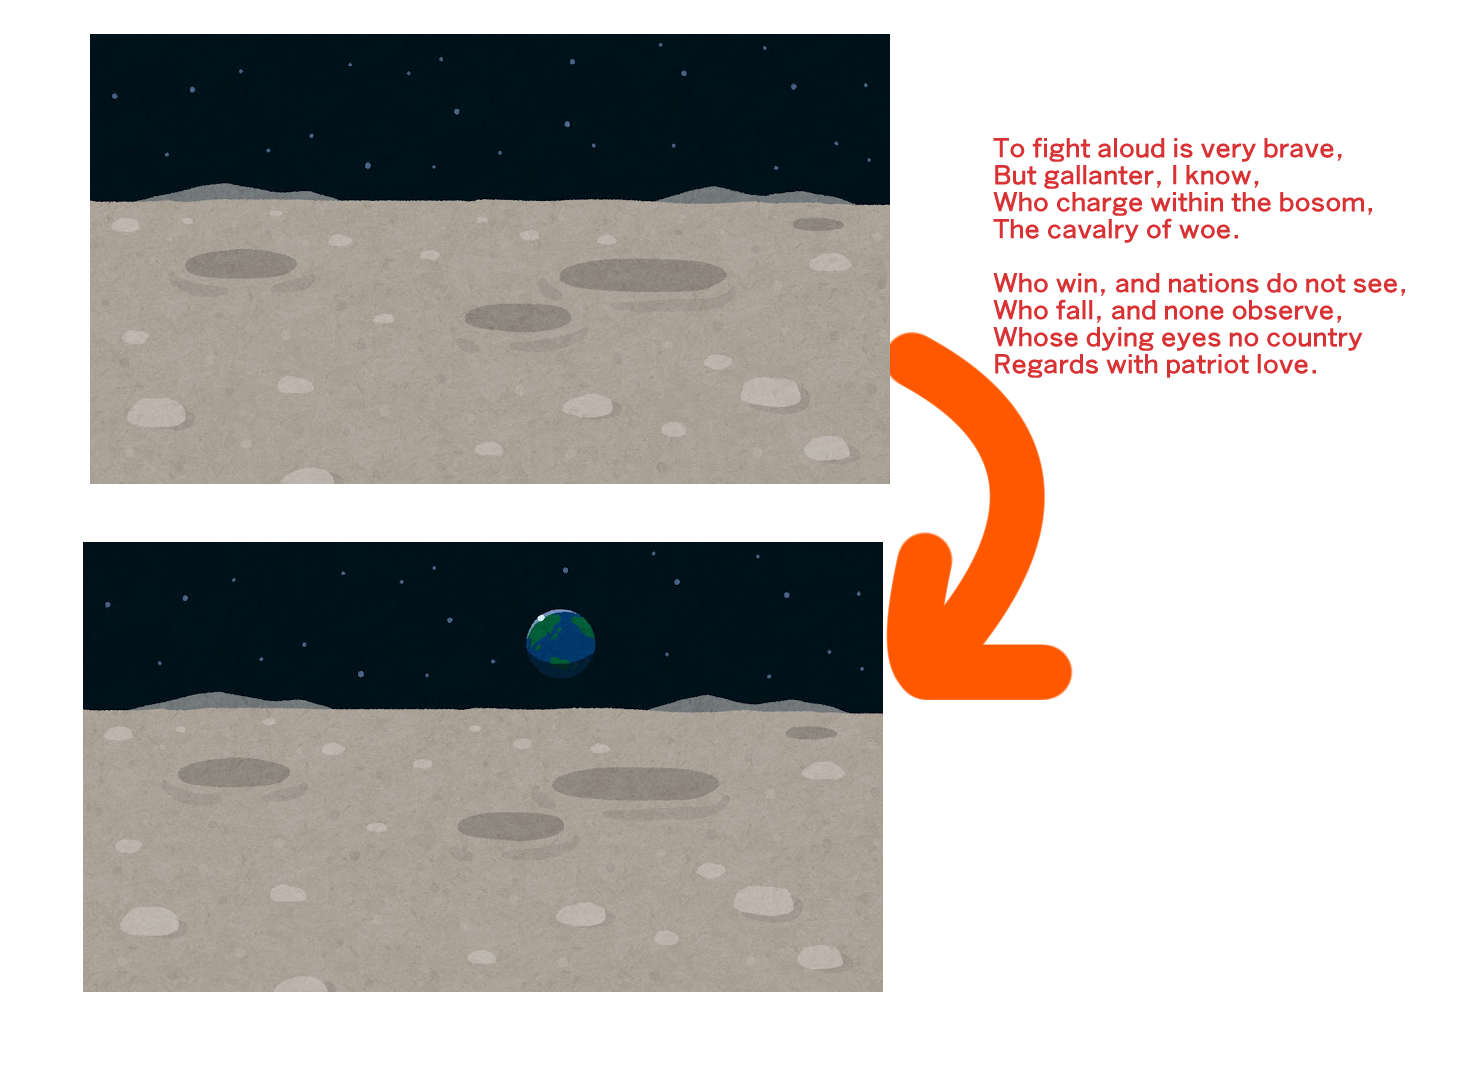 To fight aloud is very brave,
But gallanter, I know,
Who charge within the bosom,
The cavalry of woe.

Who win, and nations do not see,
Who fall, and none observe,
Whose dying eyes no country
Regards with patriot love.